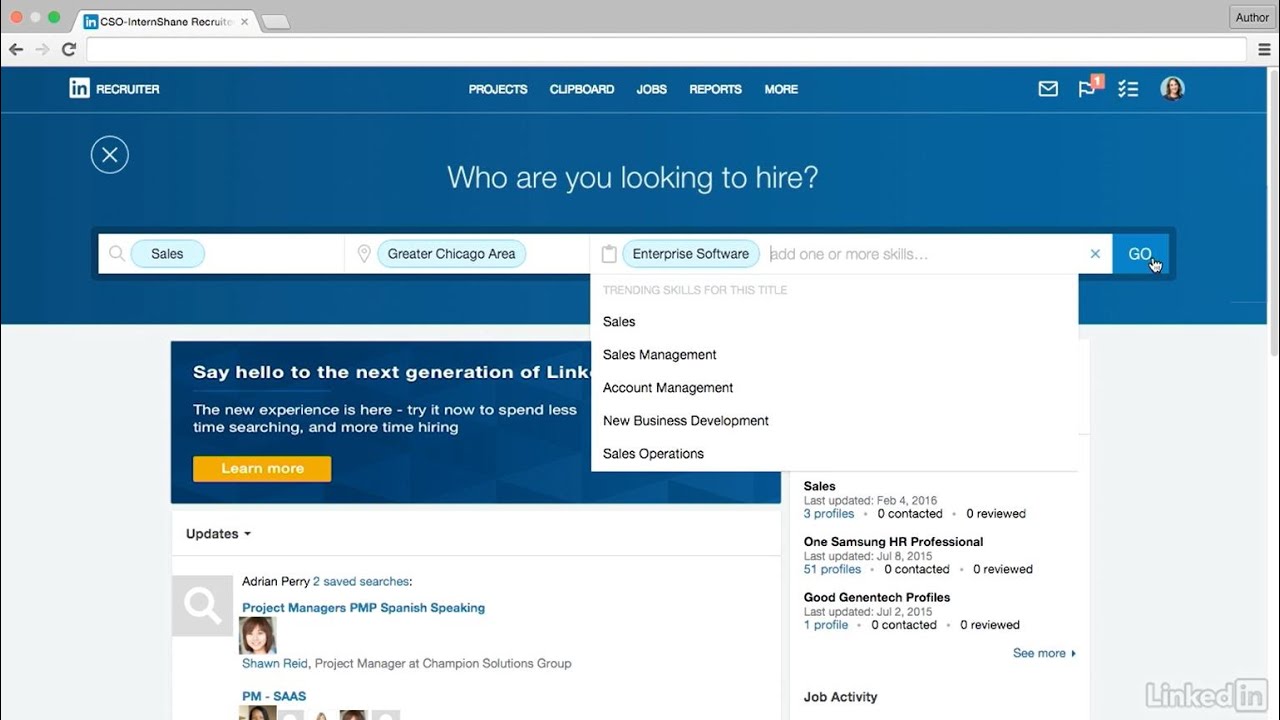 CSO-InternShane Recruite
Author
in RECRUITER
PROJECTS CLIPBOARD JOBS REPORTS MORE
1
Who are you looking to hire?
Sales
Greater Chicago Area
Enterprise Software
add one or more skills...
GO
TRENDING SKILLS FOR THIS TITLE
Sales
Sales Management
Account Management
New Business Development
Sales Operations
Say hello to the next generation of Link
The new experience is here - try it now to spend less
time searching, and more time hiring
Learn more
Updates
Adrian Perry 2 saved searches:
Project Managers PMP Spanish Speaking
Shawn Reid, Project Manager at Champion Solutions Group
PM - SAAS
Sales
Last updated: Feb 4, 2016
3 profiles • 0 contacted • 0 reviewed
One Samsung HR Professional
Last updated: Jul 8, 2015
51 profiles • 0 contacted • 0 reviewed
Good Genentech Profiles
Last updated: Jul 2, 2015
1 profile • 0 contacted • 0 reviewed
See more
Job Activity
Linked in